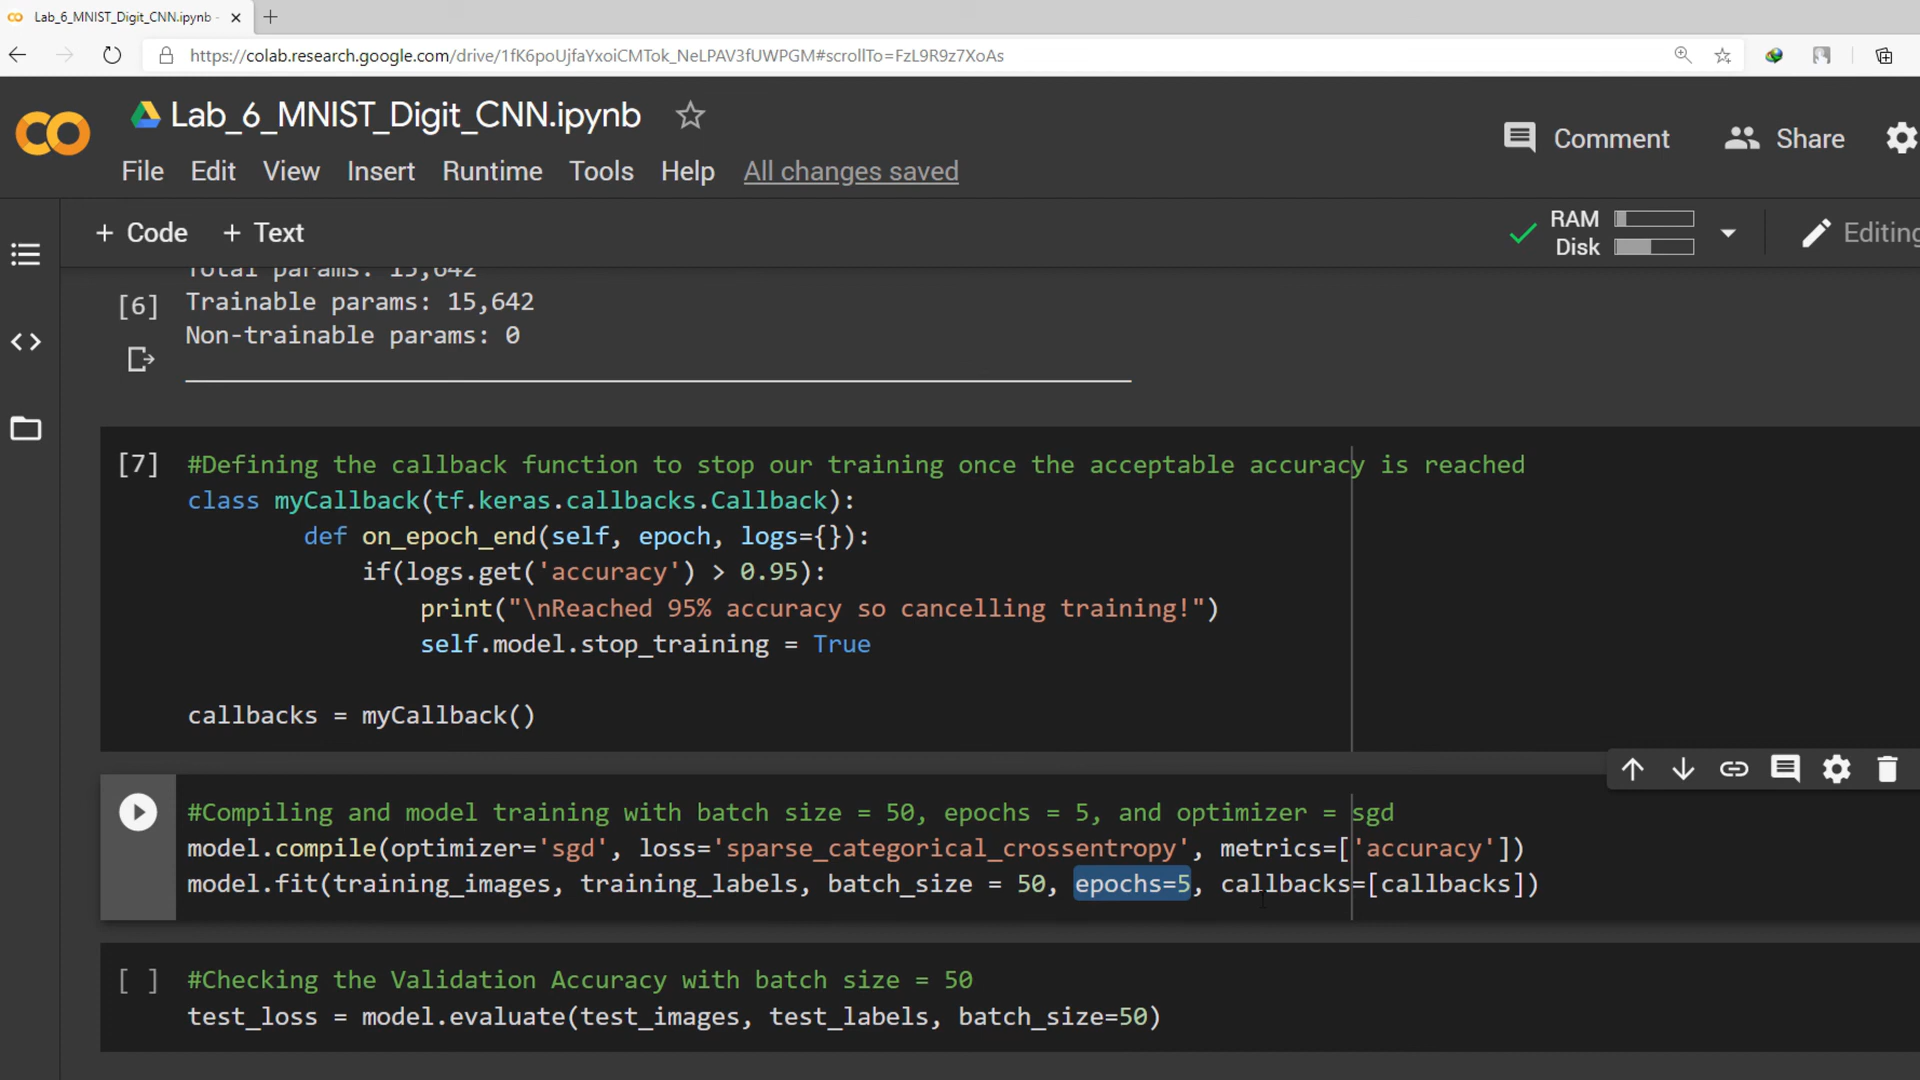 Lab_6_MNIST_Digit_CNN.ipynb -
https://colab.research.google.com/drive/1fK6poUjfaYxoiCMTok_NeLPAV3fUWPGM#scrollTo=FzL9R9z7XoAs
Lab_6_MNIST_Digit_CNN.ipynb
Comment
Share
File Edit View Insert Runtime Tools Help All changes saved
+ Code + Text
RAM
Disk
Editing
Total params: 15,642
[6] Trainable params: 15,642
Non-trainable params: 0
[7] #Defining the callback function to stop our training once the acceptable accuracy is reached
class myCallback(tf.keras.callbacks.Callback):
def on_epoch_end(self, epoch, logs={}):
if(logs.get('accuracy') > 0.95):
print("\nReached 95% accuracy so cancelling training!")
self.model.stop_training = True
callbacks = myCallback()
#Compiling and model training with batch size = 50, epochs = 5, and optimizer = sgd
model.compile(optimizer='sgd', loss='sparse_categorical_crossentropy', metrics=['accuracy'])
model.fit(training_images, training_labels, batch_size = 50, epochs=5, callbacks=[callbacks])
[ ] #Checking the Validation Accuracy with batch size = 50
test_loss = model.evaluate(test_images, test_labels, batch_size=50)